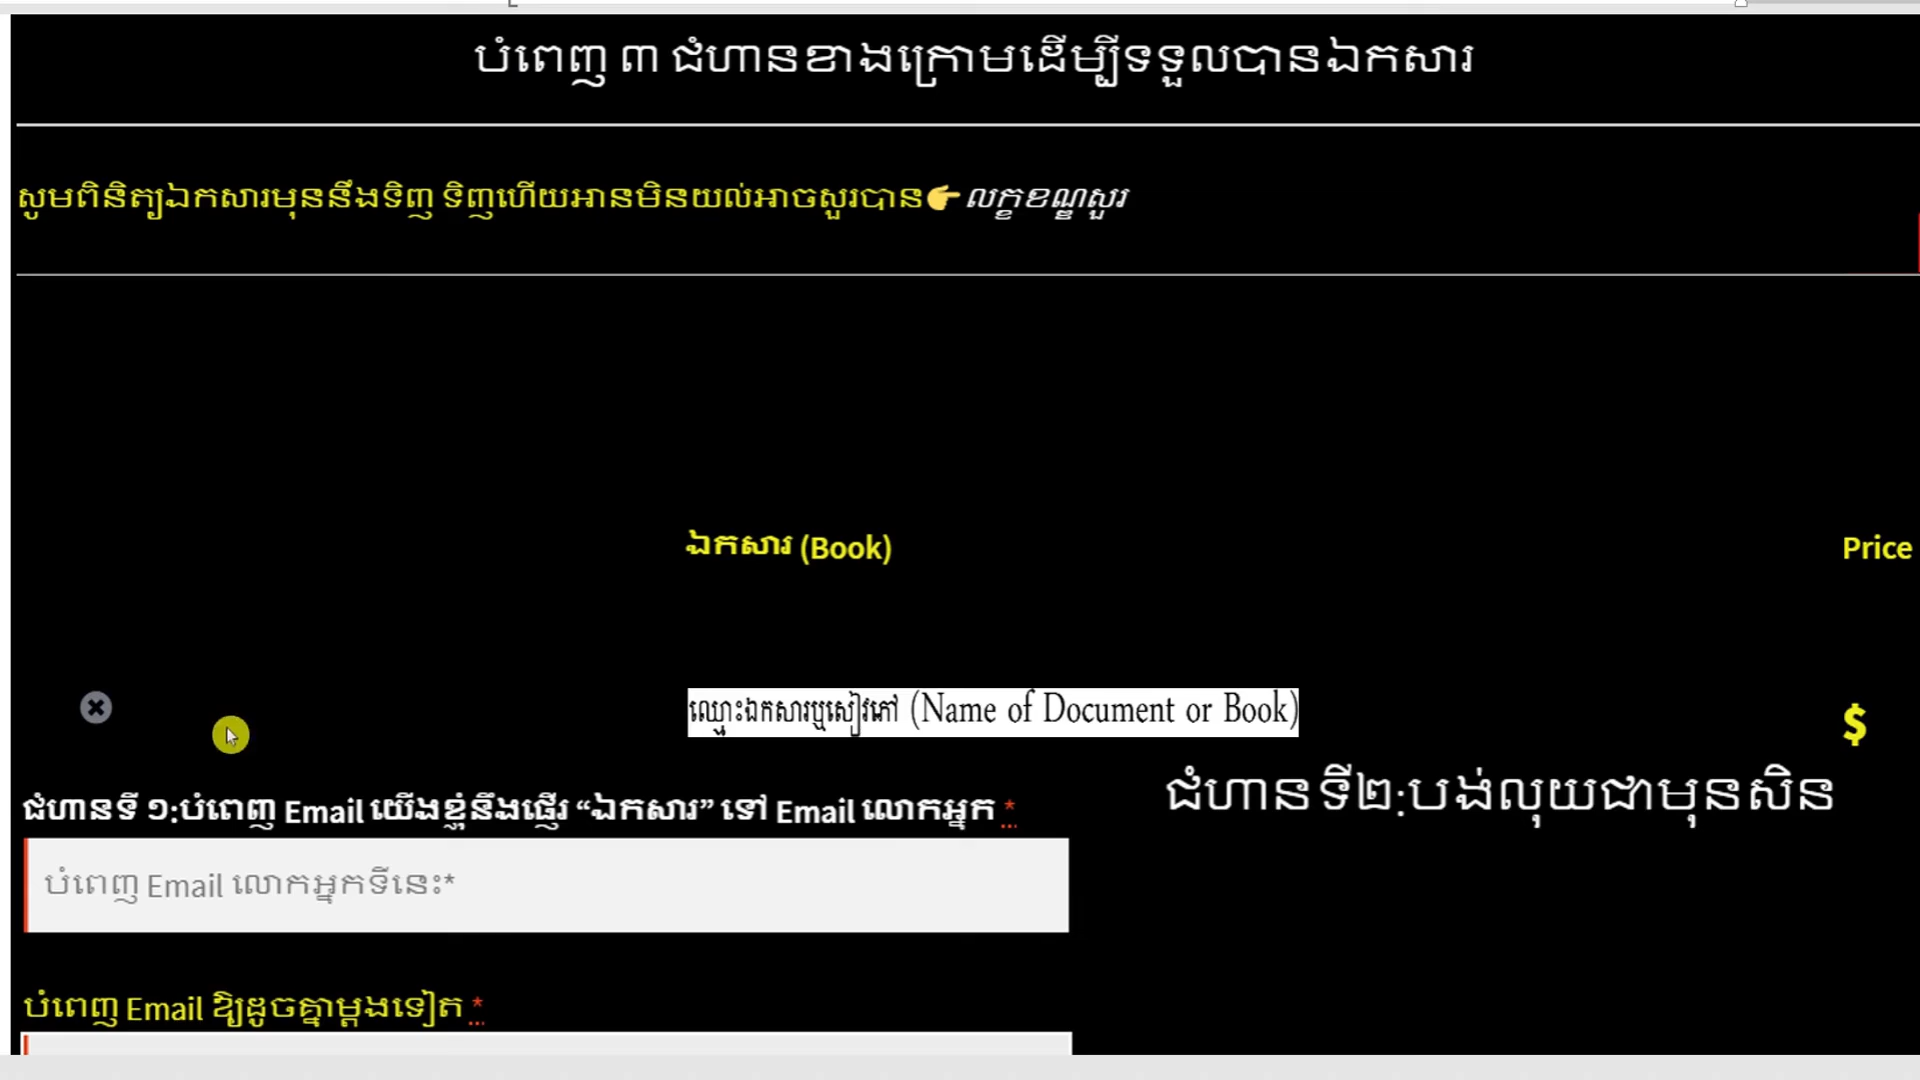 បំពេញ ៣ ជំហានខាងក្រោមដើម្បីទទួលបានឯកសារ
សូមពិនិត្យឯកសារមុននឹងទិញ ទិញហើយអានមិនយល់អាចសួរបាន👉លក្ខខណ្ឌសួរ
ឯកសារ (Book) Price
ឈ្មោះឯកសារឬសៀវភៅ (Name of Document or Book) $
ជំហានទី ១:បំពេញ Email យើងខ្ញុំនឹងផ្ញើរ “ឯកសារ” ទៅ Email លោកអ្នក *
ជំហានទី២:បង់លុយជាមុនសិន
បំពេញ Email លោកអ្នកទីនេះ*
បំពេញ Email ឱ្យដូចគ្នាម្តងទៀត *